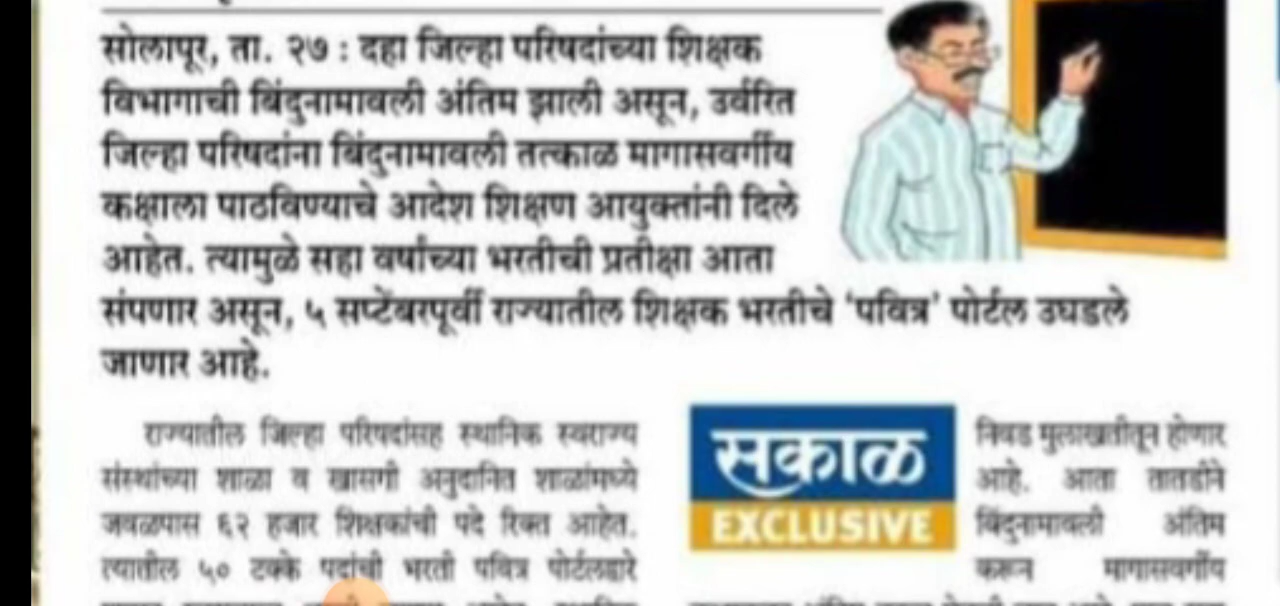 सोलापूर, ता. २७ : दहा जिल्हा परिषदांच्या शिक्षक
विभागाची बिंदुनामावली अंतिम झाली असून, उर्वरित
जिल्हा परिषदांना बिंदुनामावली तत्काळ मागासवर्गीय
कक्षाला पाठविण्याचे आदेश शिक्षण आयुक्तांनी दिले
आहेत. त्यामुळे सहा वर्षांच्या भरतीची प्रतीक्षा आता
संपणार असून, ५ सप्टेंबरपूर्वी राज्यातील शिक्षक भरतीचे ‘पवित्र’ पोर्टल उघडले
जाणार आहे.
राज्यातील जिल्हा परिषदांसह स्थानिक स्वराज्य
संस्थांच्या शाळा व खासगी अनुदानित शाळांमध्ये
जवळपास ६२ हजार शिक्षकांची पदे रिक्त आहेत.
त्यातील ५० टक्के पदांची भरती पवित्र पोर्टलद्वारे
सकाळ
EXCLUSIVE
निवड मुलाखतीतून होणार
आहे. आता तातडीने
बिंदुनामावली अंतिम
करून मागासवर्गीय